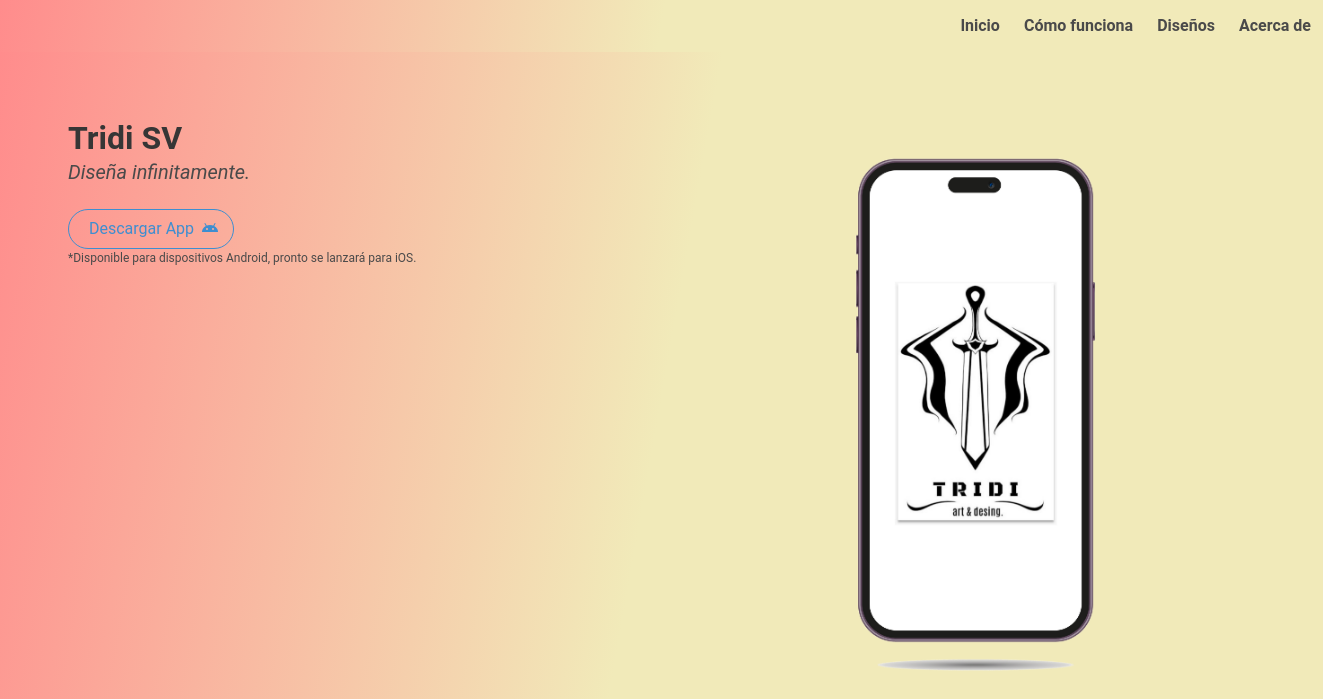 Inicio Cómo funciona Diseños Acerca de
Tridi SV
Diseña infinitamente.
Descargar App
*Disponible para dispositivos Android, pronto se lanzará para iOS.
TRIDI
art & desing.